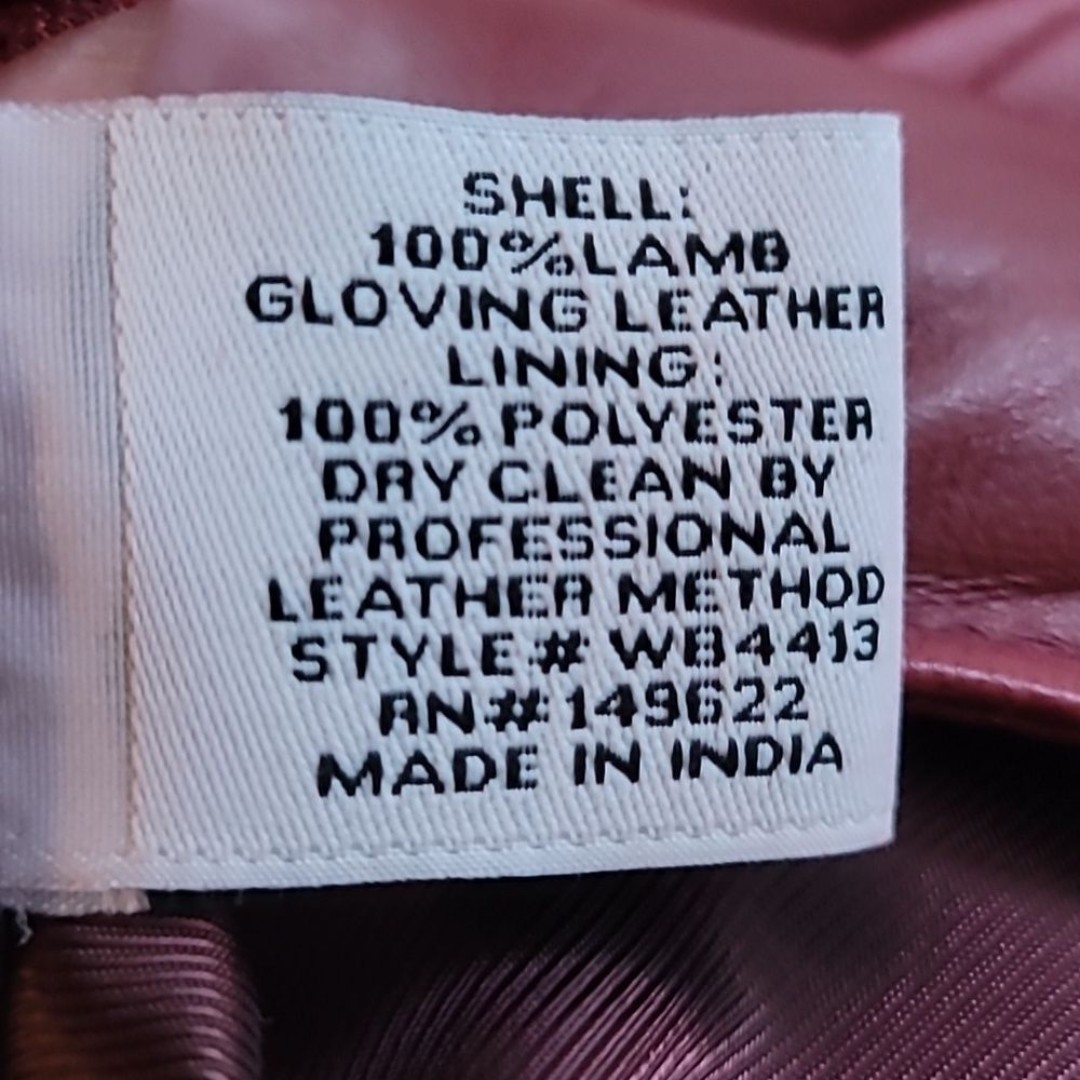 SHELL:
100% LAMB
GLOVING LEATHER
LINING:
100% POLYESTER
DRY CLEAN BY
PROFESSIONAL
LEATHER METHOD
STYLE# WB4413
RN# 149622
MADE IN INDIA